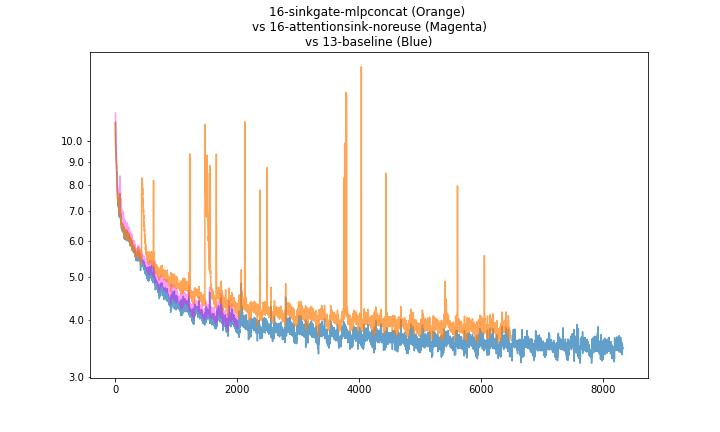 16-sinkgate-mlpconcat (Orange)
vs 16-attentionsink-noreuse (Magenta)
vs 13-baseline (Blue)
10.0
9.0
8.0
7.0
6.0
5.0
4.0
3.0
0 2000 4000 6000 8000